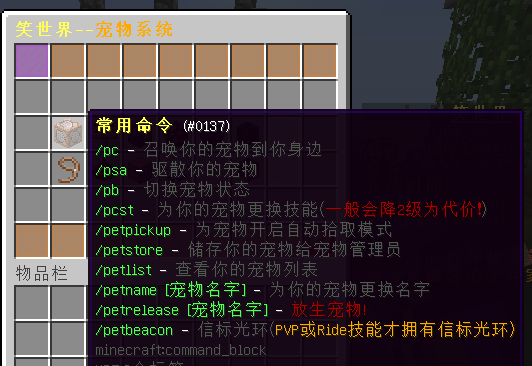 笑世界--宠物系统
常用命令 (#0137)
/pc - 召唤你的宠物到你身边
/psa - 驱散你的宠物
/pb - 切换宠物状态
/pcst - 为你的宠物更换技能(一般会降2级为代价!)
/petpickup - 为宠物开启自动拾取模式
/petstore - 储存你的宠物给宠物管理员
/petlist - 查看你的宠物列表
/petname [宠物名字] - 为你的宠物更换名字
/petrelease [宠物名字] - 放生宠物!
/petbeacon - 信标光环(PVP或Ride技能才拥有信标光环)
物品栏
minecraft:command_block